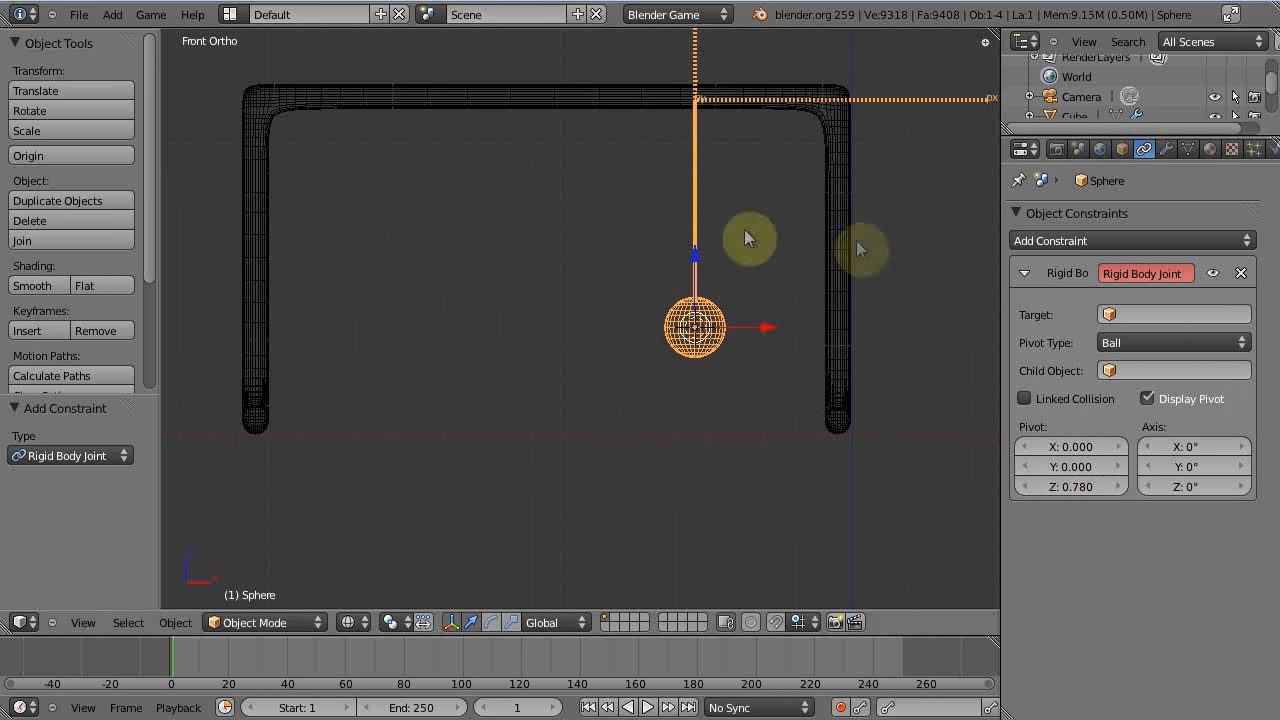 File Add Game Help Default Scene Blender Game blender.org 259 | Ve:9318 | Fa:9408 | Ob:1-4 | La:1 | Mem:9.15M (0.50M) | Sphere
Object Tools
Transform:
Translate
Rotate
Scale
Origin
Object:
Duplicate Objects
Delete
Join
Shading:
Smooth Flat
Keyframes:
Insert Remove
Motion Paths:
Calculate Paths
Add Constraint
Type
Rigid Body Joint
Front Ortho
px
(1) Sphere
View Select Object Object Mode Global
View Search All Scenes
RenderLayers
World
Camera
Cube
Sphere
Object Constraints
Add Constraint
Rigid Bo Rigid Body Joint
Target:
Pivot Type: Ball
Child Object:
Linked Collision Display Pivot
Pivot: Axis:
X: 0.000 X: 0°
Y: 0.000 Y: 0°
Z: 0.780 Z: 0°
-40 -20 0 20 40 60 80 100 120 140 160 180 200 220 240 260
View Frame Playback Start: 1 End: 250 1 No Sync